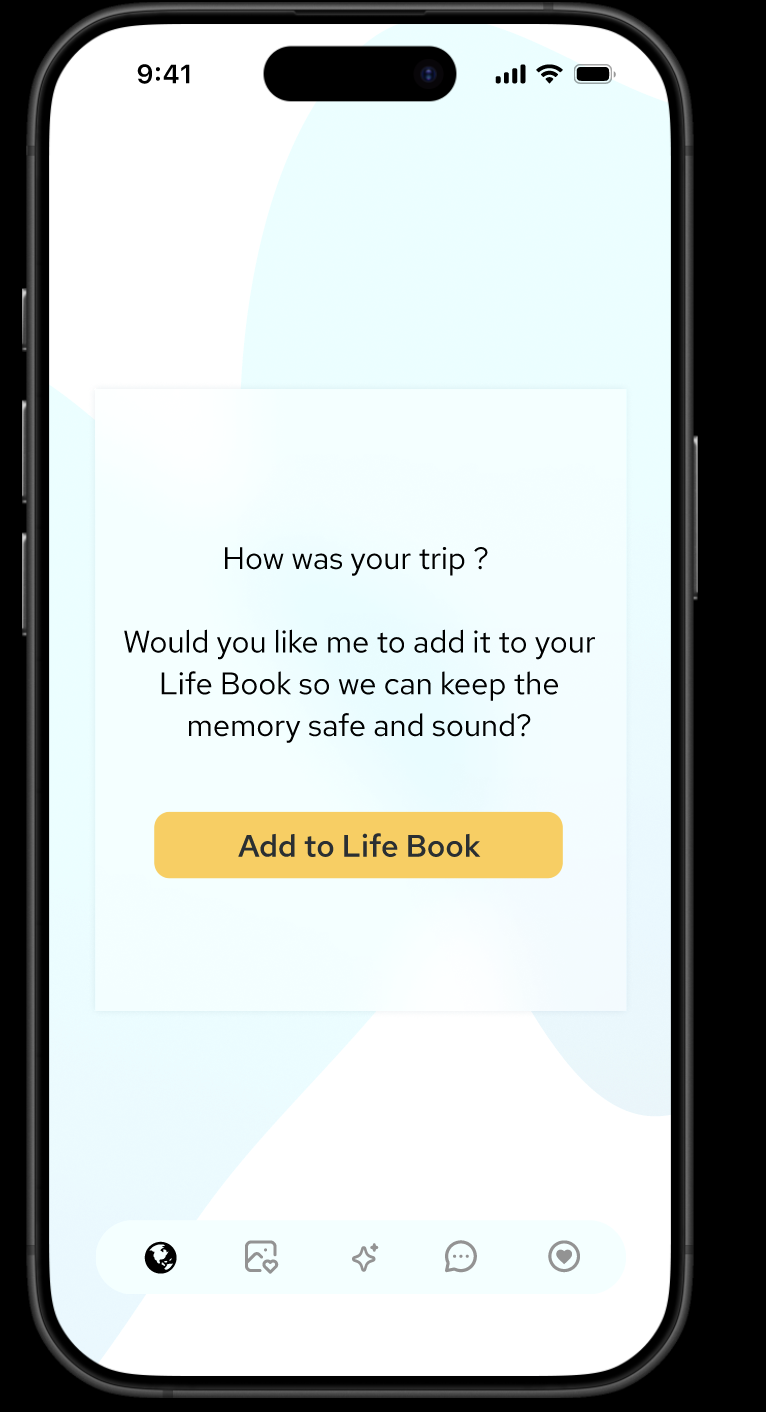 9:41
How was your trip ?
Would you like me to add it to your
Life Book so we can keep the
memory safe and sound?
Add to Life Book